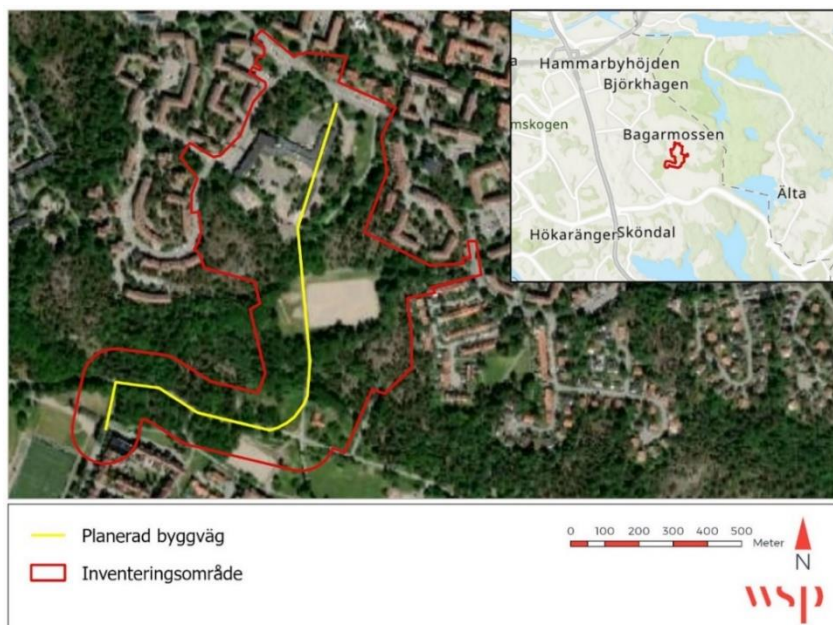 Hammarbyhöjden
Björkhagen
mskogen
Bagarmossen
Älta
Hökaränger Sköndal
Planerad byggväg
Inventeringsområde
0 100 200 300 400 500
Meter
N
wsp